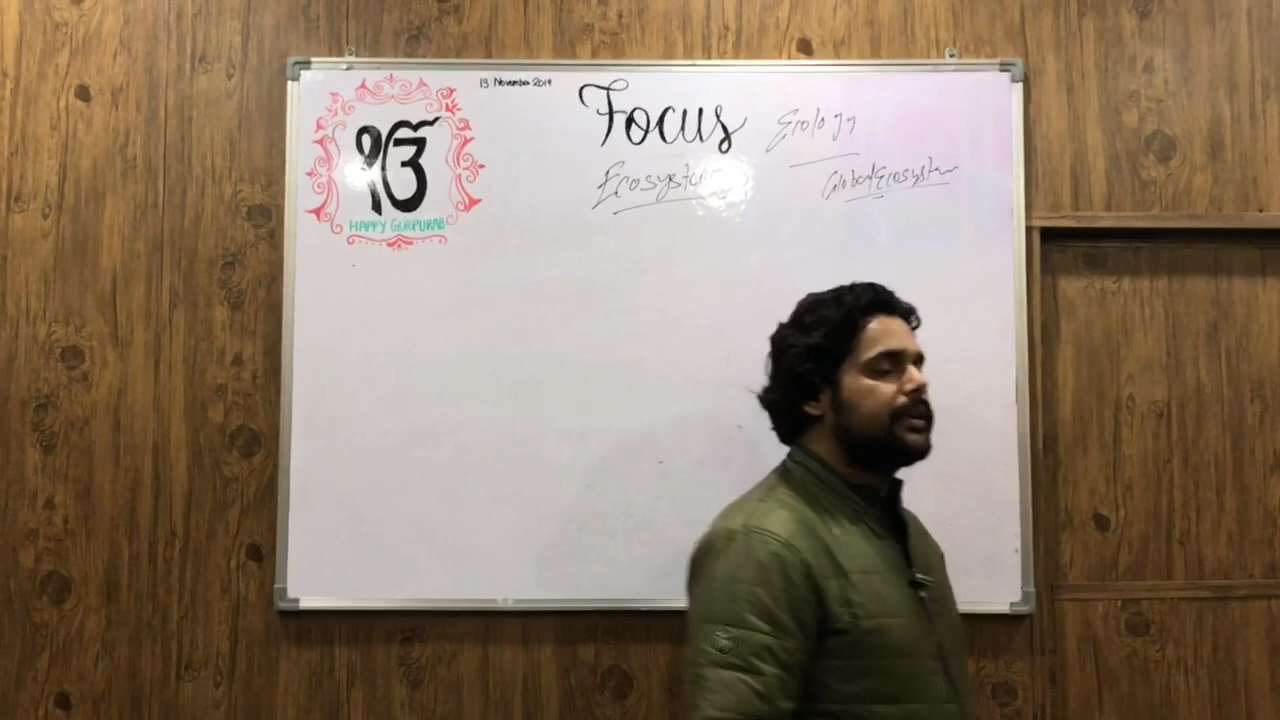 ੴ
HAPPY GURPURAB
13 November 2019
Focus
Ecology
Ecosystem
Global Ecosystem